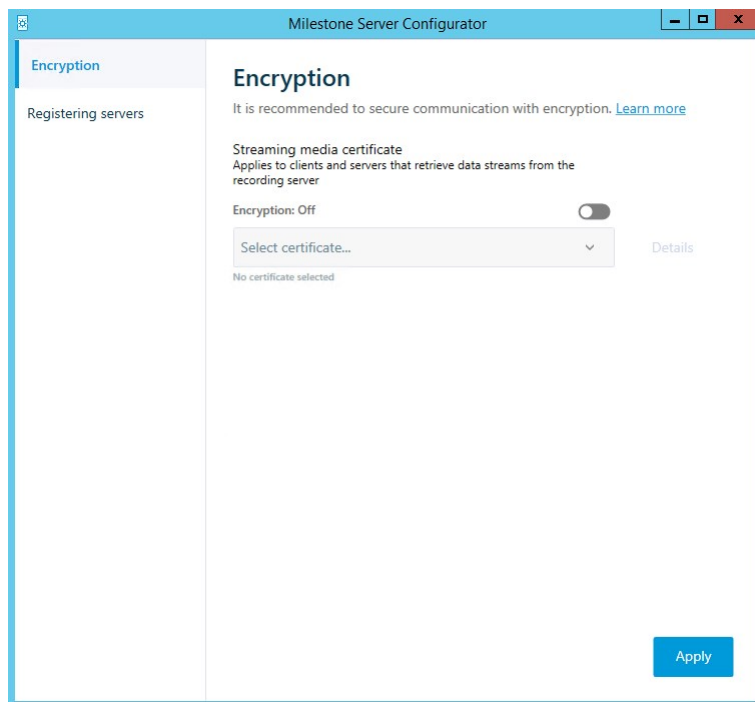 Milestone Server Configurator
Encryption
Registering servers
Encryption
It is recommended to secure communication with encryption. Learn more
Streaming media certificate
Applies to clients and servers that retrieve data streams from the
recording server
Encryption: Off
Select certificate...
Details
No certificate selected
Apply